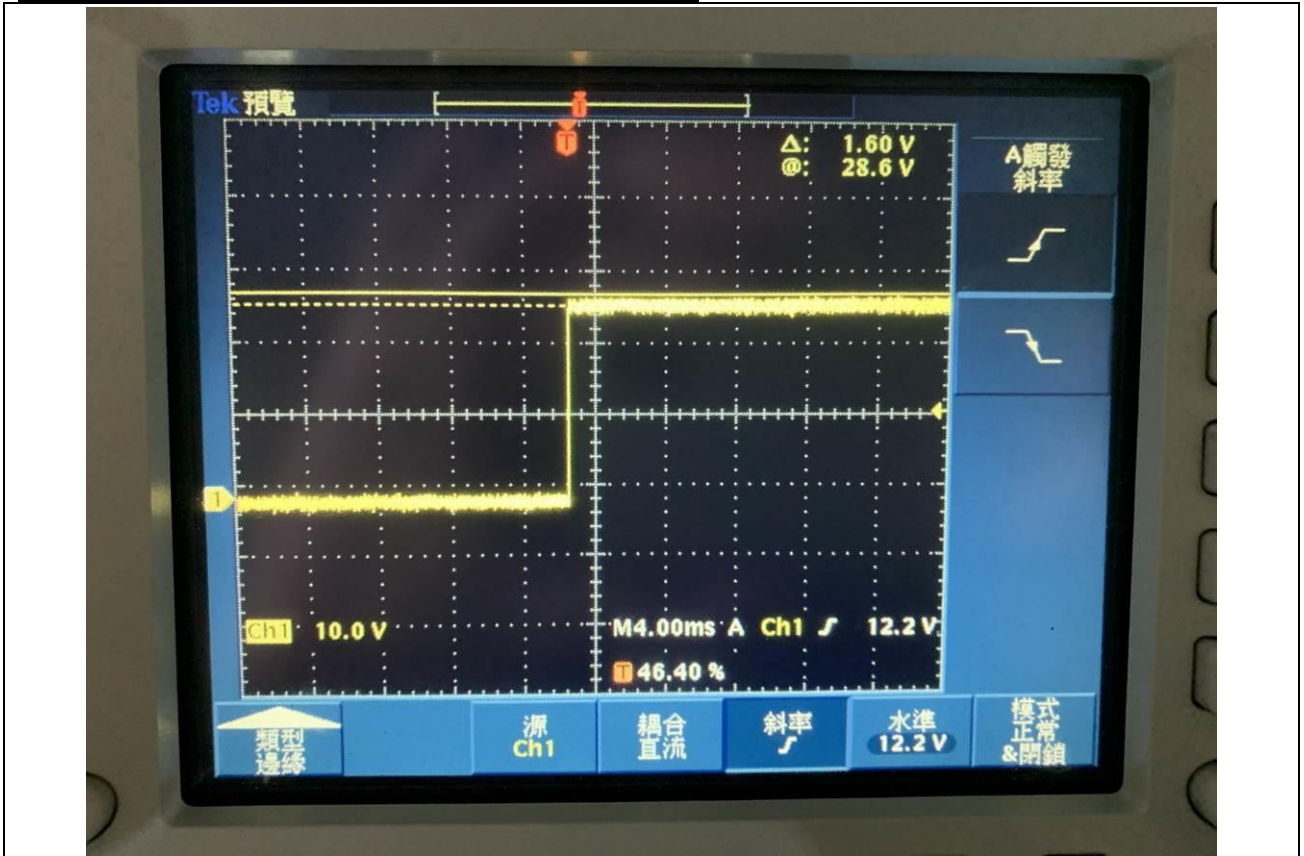 Tek 預覽
T
T
Δ: 1.60 V
@: 28.6 V
A觸發
斜率
1
Ch1 10.0 V
M4.00ms A Ch1 12.2 V
T 46.40 %
類型
邊緣
源
Ch1
耦合
直流
斜率
水準
12.2 V
模式
正常
&閉鎖